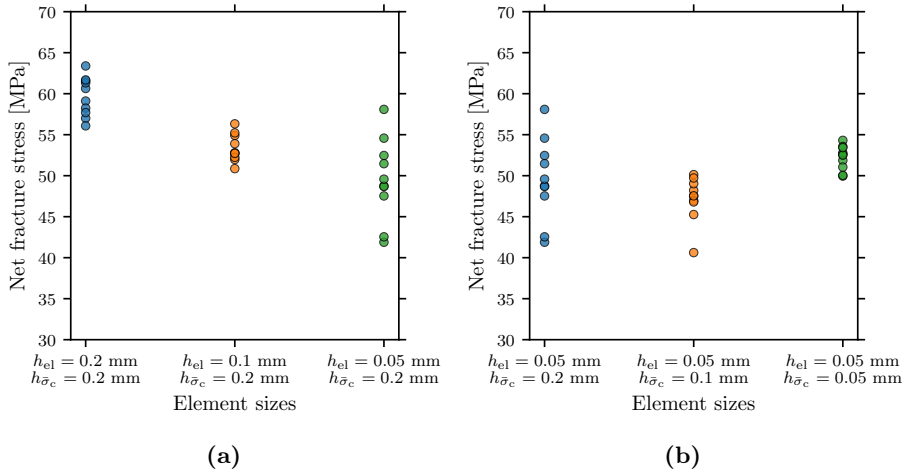 70
65
60
55
50
45
40
35
30
Net fracture stress [MPa]
h_el = 0.2 mm
h_σ̄c = 0.2 mm
h_el = 0.1 mm
h_σ̄c = 0.2 mm
h_el = 0.05 mm
h_σ̄c = 0.2 mm
Element sizes
(a)
70
65
60
55
50
45
40
35
30
Net fracture stress [MPa]
h_el = 0.05 mm
h_σ̄c = 0.2 mm
h_el = 0.05 mm
h_σ̄c = 0.1 mm
h_el = 0.05 mm
h_σ̄c = 0.05 mm
Element sizes
(b)